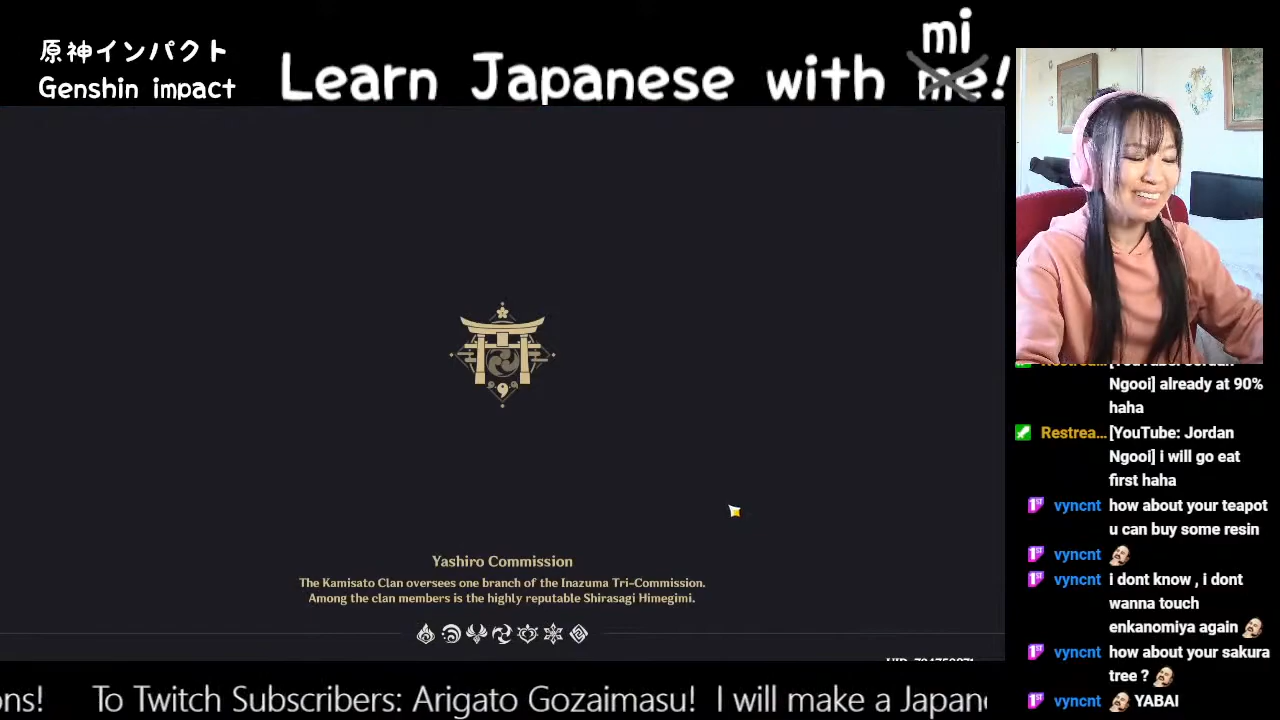 原神インパクト
Genshin impact
mi
Learn Japanese with me!
[YouTube: Jordan
Ngooi] already at 90%
haha
Restrea... [YouTube: Jordan
Ngooi] i will go eat
first haha
vyncnt how about your teapot
u can buy some resin
vyncnt
vyncnt i dont know , i dont
wanna touch
enkanomiya again
vyncnt how about your sakura
tree ?
vyncnt YABAI
Yashiro Commission
The Kamisato Clan oversees one branch of the Inazuma Tri-Commission.
Among the clan members is the highly reputable Shirasagi Himegimi.
ons! To Twitch Subscribers: Arigato Gozaimasu! I will make a Japan